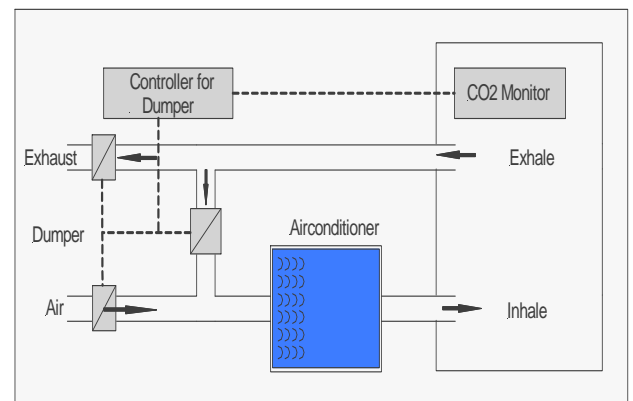 Controller for
Dumper
CO2 Monitor
Exhaust
Exhale
Dumper
Airconditioner
Air
Inhale